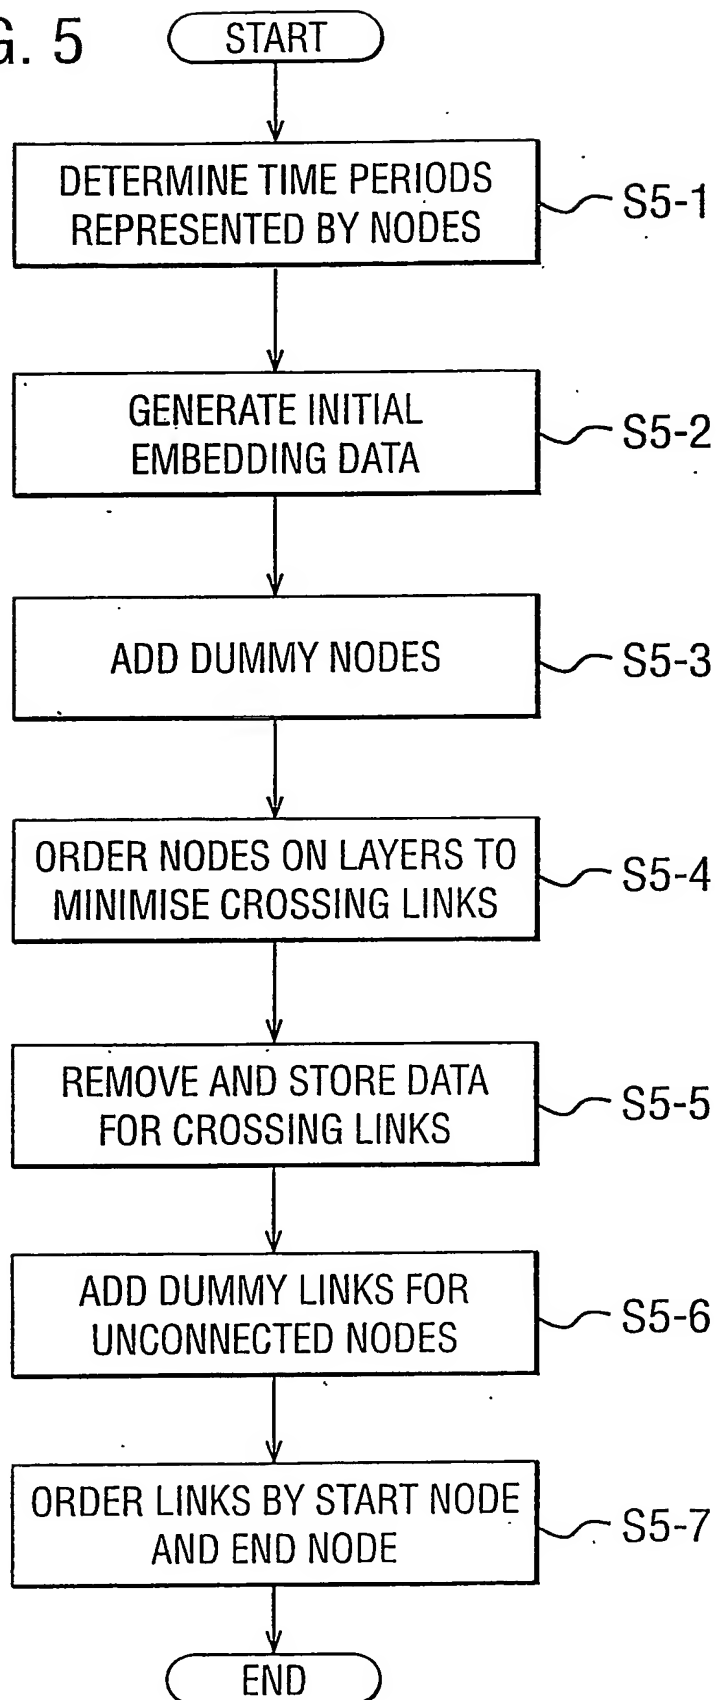 G. 5
START
DETERMINE TIME PERIODS
REPRESENTED BY NODES
S5-1
GENERATE INITIAL
EMBEDDING DATA
S5-2
ADD DUMMY NODES
S5-3
ORDER NODES ON LAYERS TO
MINIMISE CROSSING LINKS
S5-4
REMOVE AND STORE DATA
FOR CROSSING LINKS
S5-5
ADD DUMMY LINKS FOR
UNCONNECTED NODES
S5-6
ORDER LINKS BY START NODE
AND END NODE
S5-7
END